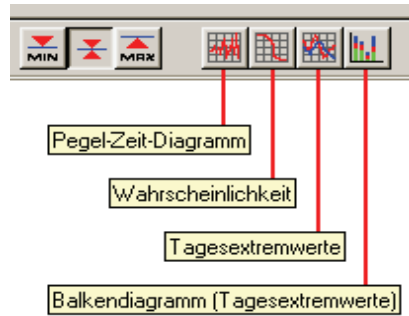 MIN MAX
Pegel-Zeit-Diagramm
Wahrscheinlichkeit
Tagesextremwerte
Balkendiagramm (Tagesextremwerte)